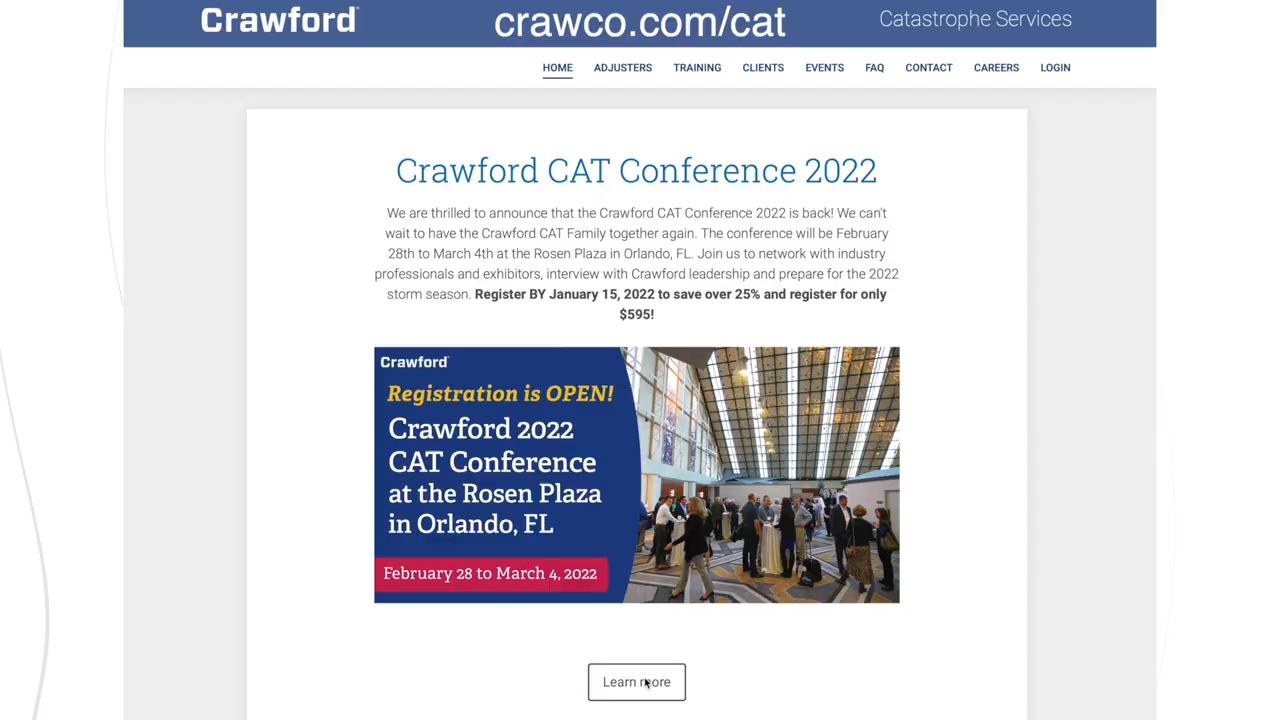 Crawford
crawco.com/cat
Catastrophe Services
HOME ADJUSTERS TRAINING CLIENTS EVENTS FAQ CONTACT CAREERS LOGIN
Crawford CAT Conference 2022
We are thrilled to announce that the Crawford CAT Conference 2022 is back! We can't
wait to have the Crawford CAT Family together again. The conference will be February
28th to March 4th at the Rosen Plaza in Orlando, FL. Join us to network with industry
professionals and exhibitors, interview with Crawford leadership and prepare for the 2022
storm season. Register BY January 15, 2022 to save over 25% and register for only
$595!
Crawford
Registration is OPEN!
Crawford 2022
CAT Conference
at the Rosen Plaza
in Orlando, FL
February 28 to March 4, 2022
Learn more